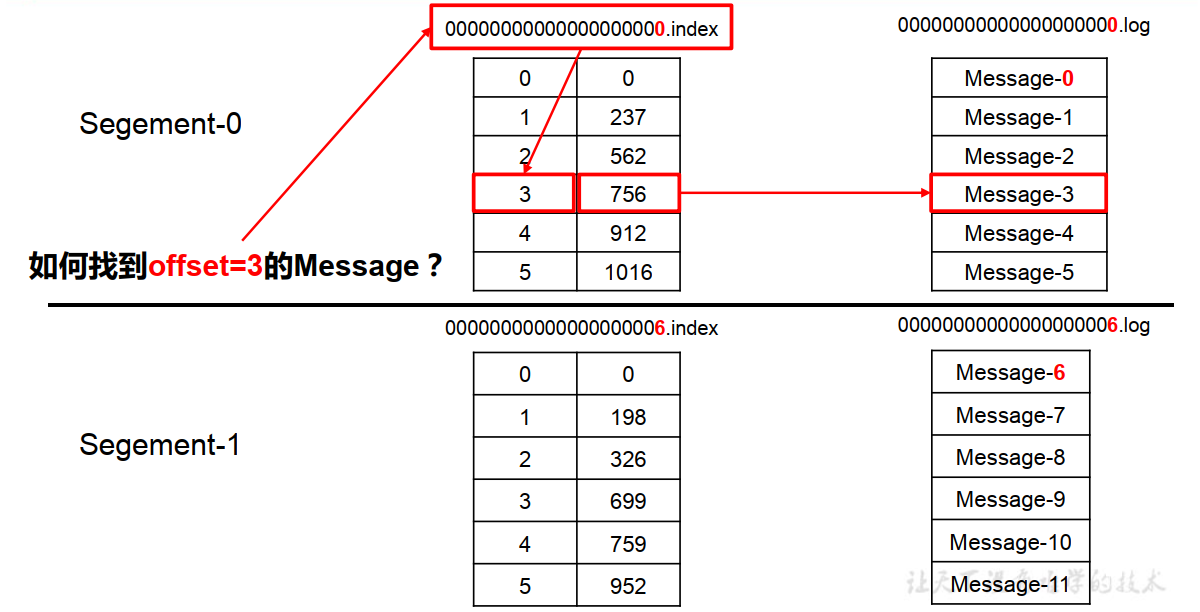 00000000000000000000.index
00000000000000000000.log
Segement-0
0 0
1 237
2 562
3 756
4 912
5 1016
Message-0
Message-1
Message-2
Message-3
Message-4
Message-5
如何找到offset=3的Message？
00000000000000000006.index
00000000000000000006.log
Segement-1
0 0
1 198
2 326
3 699
4 759
5 952
Message-6
Message-7
Message-8
Message-9
Message-10
Message-11
让天下没有难学的技术